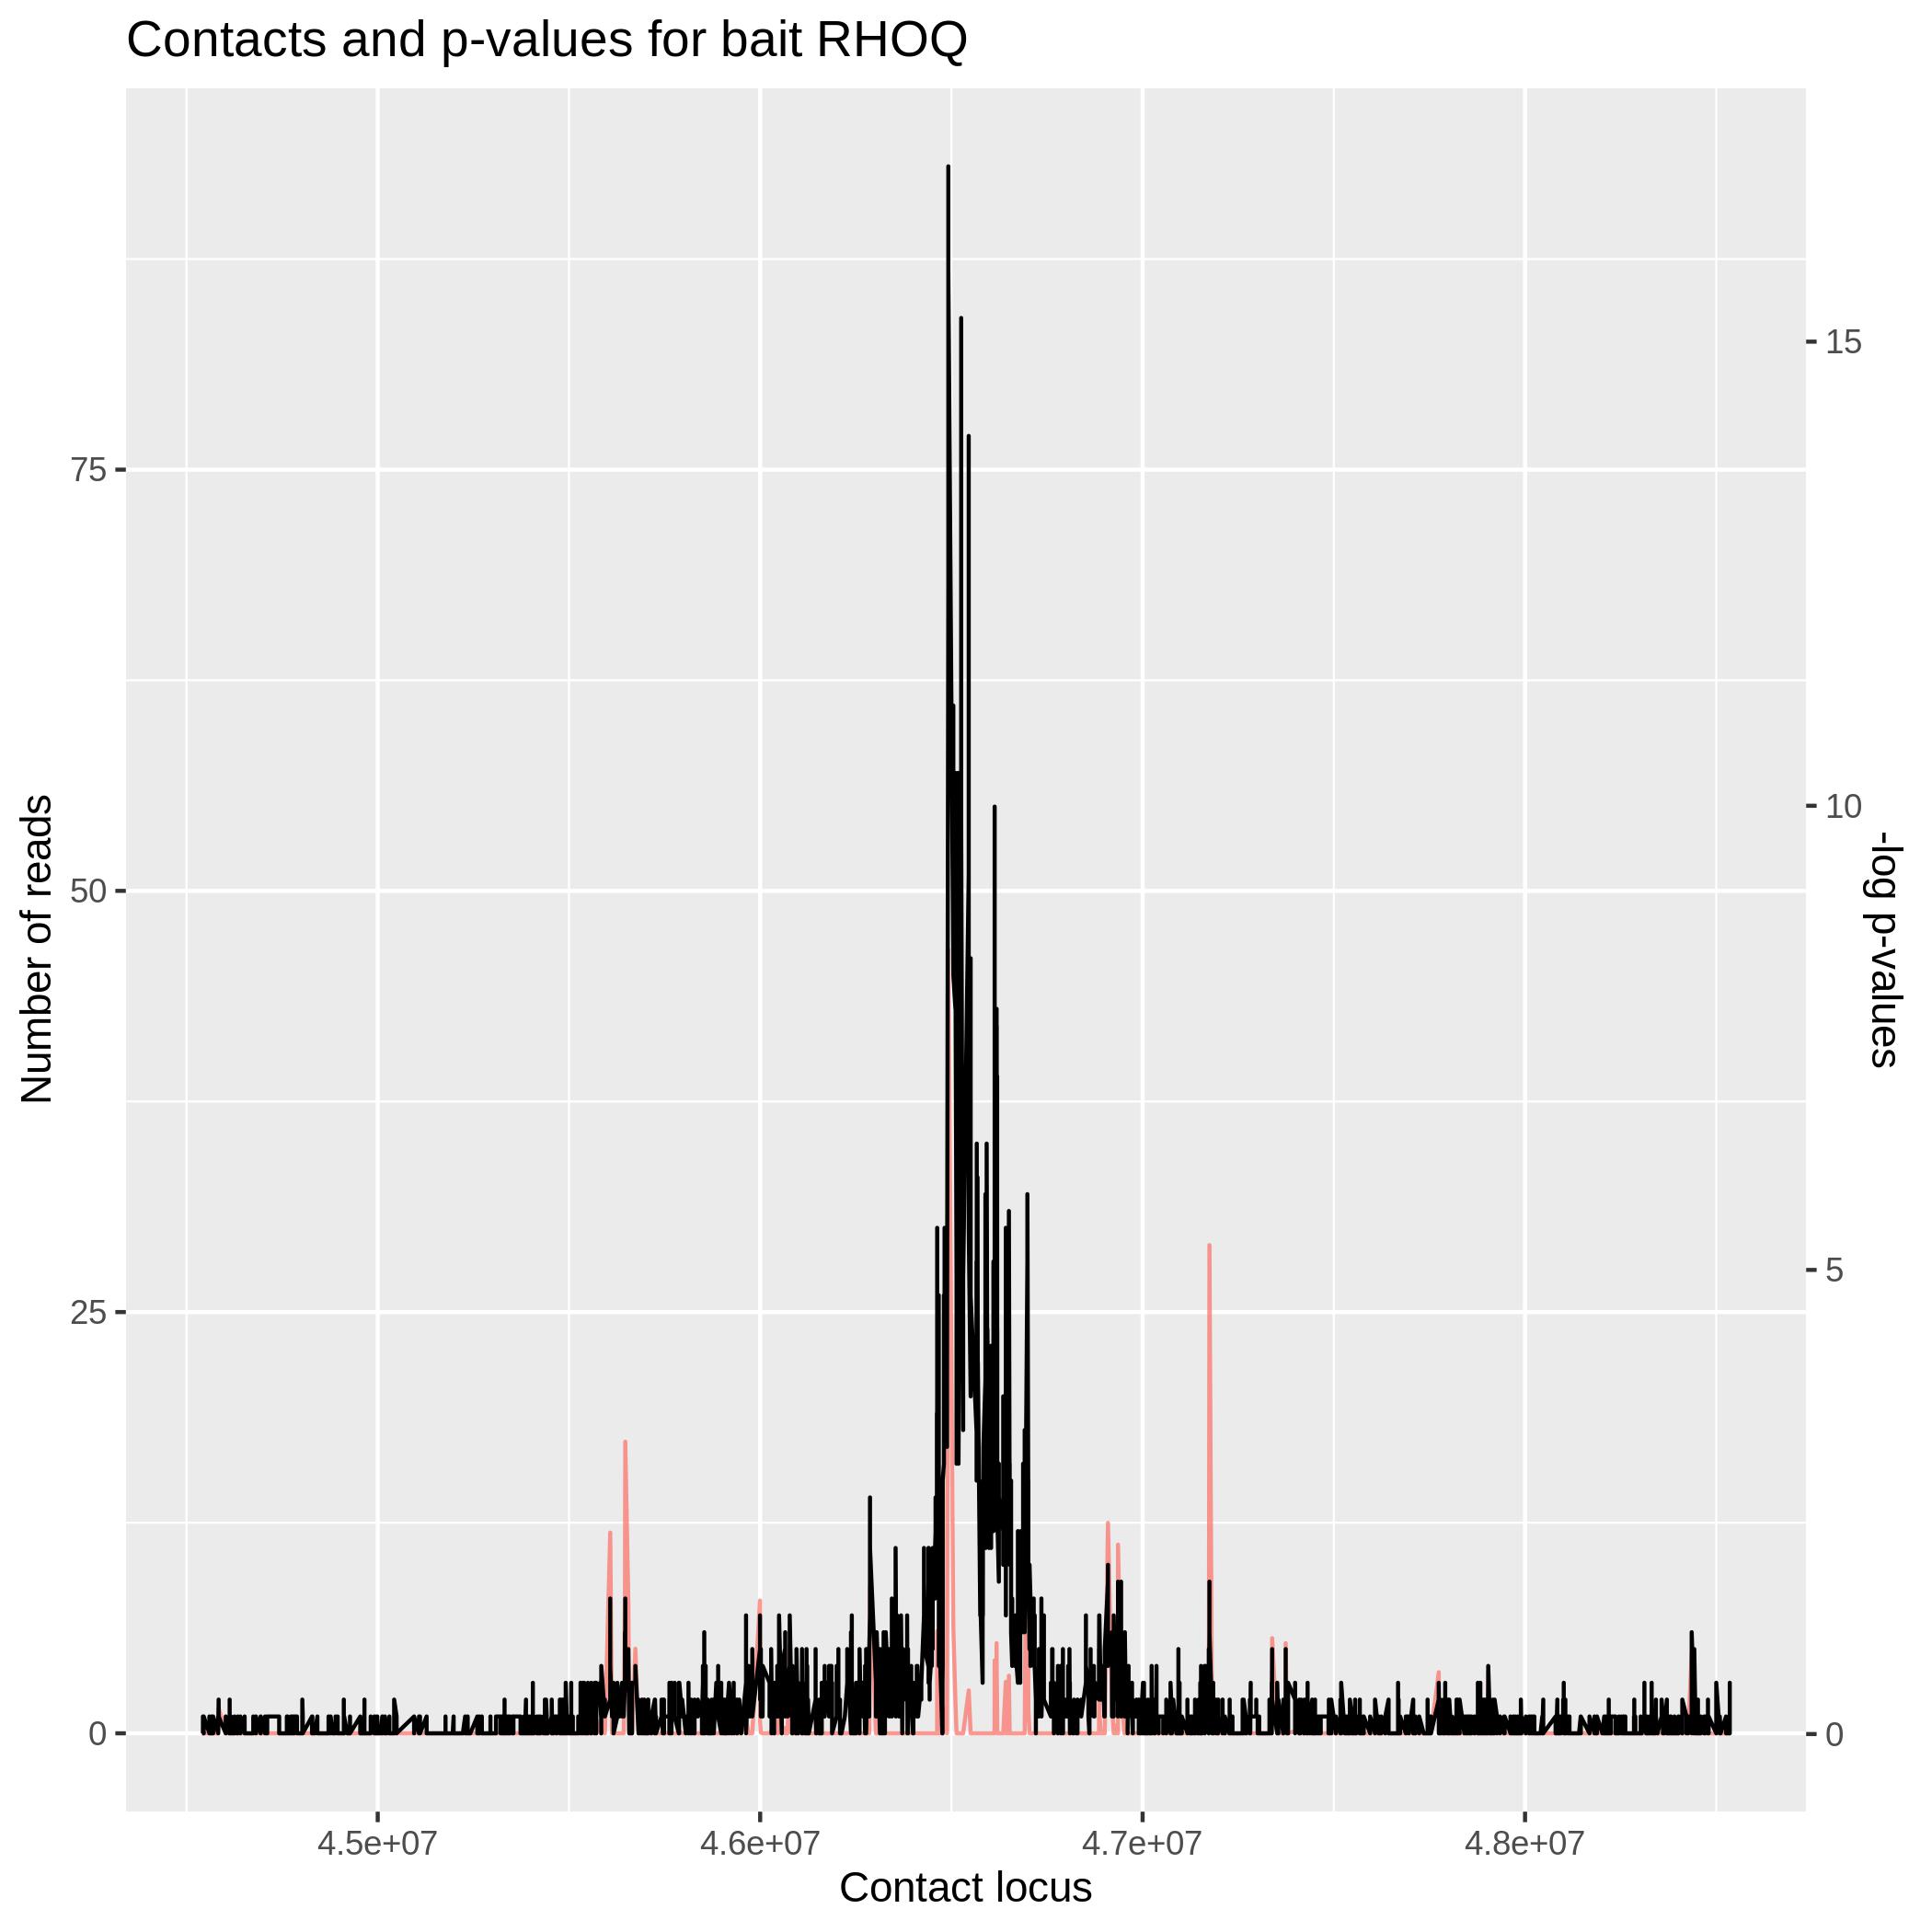 Contacts and p-values for bait RHOQ
Number of reads
75
50
25
0
15
10
5
0
-log p-values
4.5e+07
4.6e+07
4.7e+07
4.8e+07
Contact locus